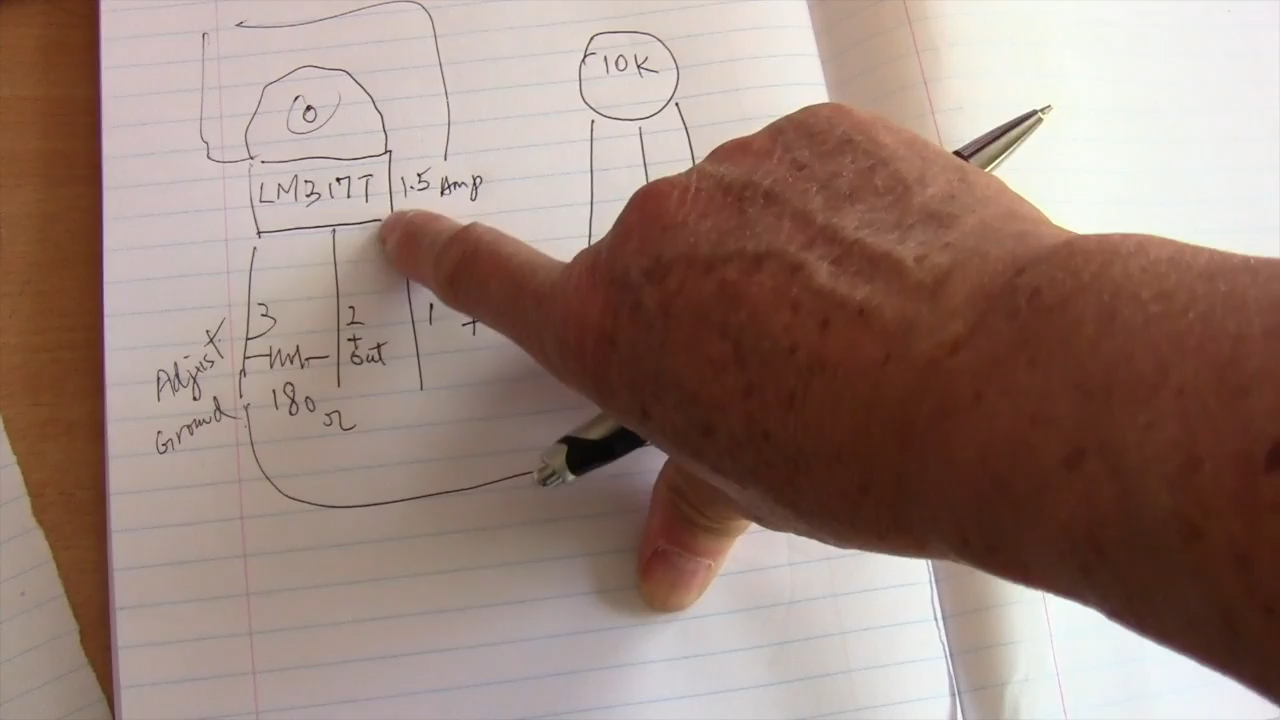 10K
LM317T 1.5 Amp
3 2 1 +
+
out
Adjust
180
Ω
Ground